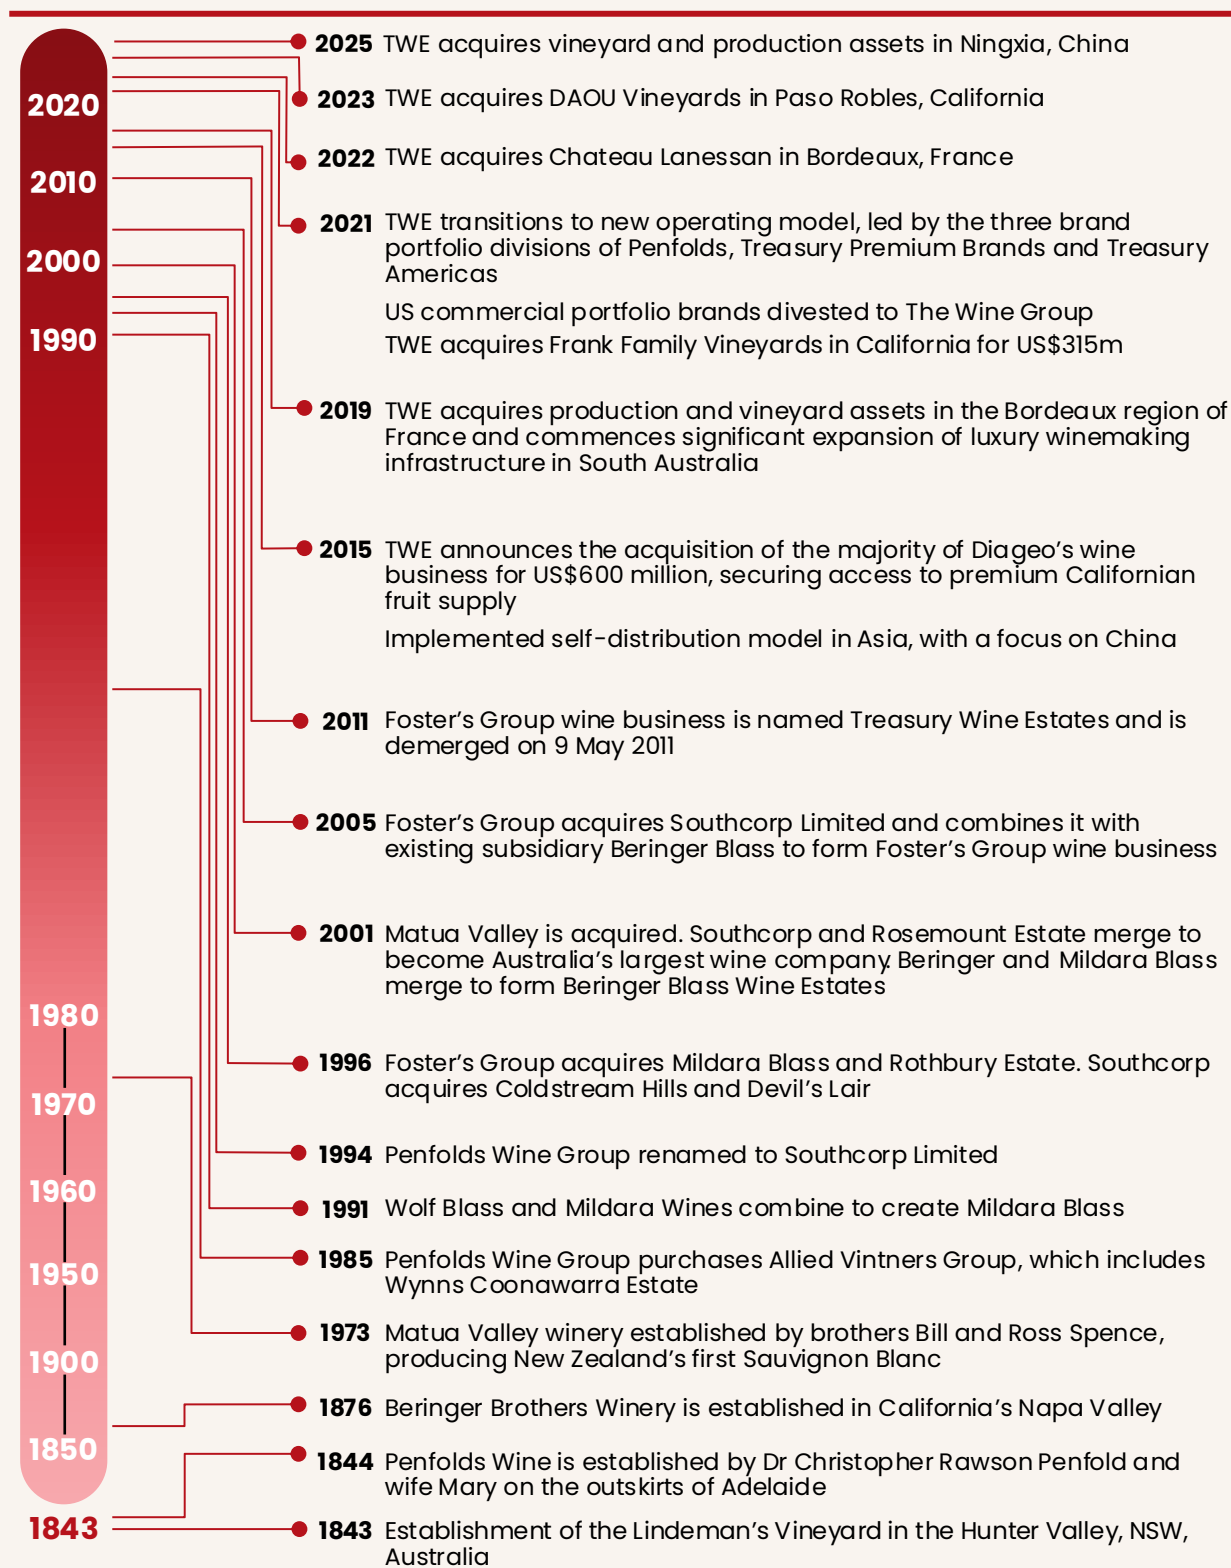 2020
2010
2000
1990
1980
1970
1960
1950
1900
1850
1843
2025 TWE acquires vineyard and production assets in Ningxia, China
2023 TWE acquires DAOU Vineyards in Paso Robles, California
2022 TWE acquires Chateau Lanessan in Bordeaux, France
2021 TWE transitions to new operating model, led by the three brand
portfolio divisions of Penfolds, Treasury Premium Brands and Treasury
Americas
US commercial portfolio brands divested to The Wine Group
TWE acquires Frank Family Vineyards in California for US$315m
2019 TWE acquires production and vineyard assets in the Bordeaux region of
France and commences significant expansion of luxury winemaking
infrastructure in South Australia
2015 TWE announces the acquisition of the majority of Diageo's wine
business for US$600 million, securing access to premium Californian
fruit supply
Implemented self-distribution model in Asia, with a focus on China
2011 Foster's Group wine business is named Treasury Wine Estates and is
demerged on 9 May 2011
2005 Foster's Group acquires Southcorp Limited and combines it with
existing subsidiary Beringer Blass to form Foster's Group wine business
2001 Matua Valley is acquired. Southcorp and Rosemount Estate merge to
become Australia's largest wine company. Beringer and Mildara Blass
merge to form Beringer Blass Wine Estates
1996 Foster's Group acquires Mildara Blass and Rothbury Estate. Southcorp
acquires Coldstream Hills and Devil's Lair
1994 Penfolds Wine Group renamed to Southcorp Limited
1991 Wolf Blass and Mildara Wines combine to create Mildara Blass
1985 Penfolds Wine Group purchases Allied Vintners Group, which includes
Wynns Coonawarra Estate
1973 Matua Valley winery established by brothers Bill and Ross Spence,
producing New Zealand's first Sauvignon Blanc
1876 Beringer Brothers Winery is established in California's Napa Valley
1844 Penfolds Wine is established by Dr Christopher Rawson Penfold and
wife Mary on the outskirts of Adelaide
1843 Establishment of the Lindeman's Vineyard in the Hunter Valley, NSW,
Australia